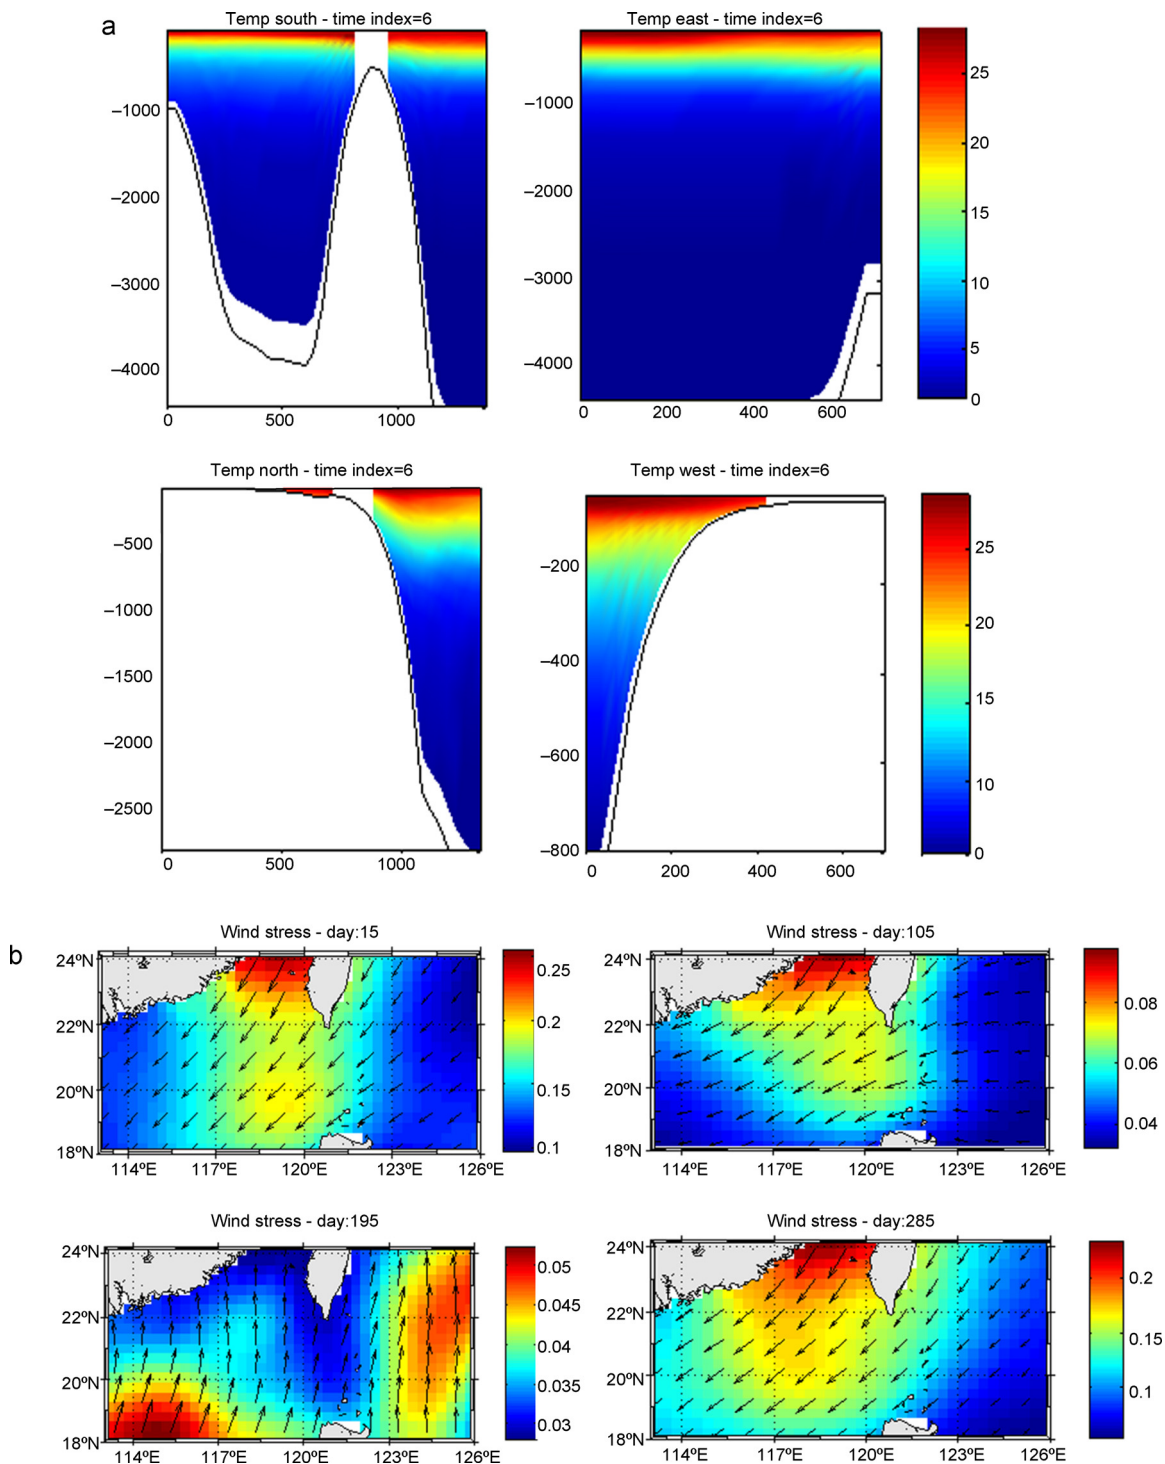 a
Temp south - time index=6
–1000
–2000
–3000
–4000
0 500 1000
Temp east - time index=6
–1000
–2000
–3000
–4000
0 200 400 600
25
20
15
10
5
0
Temp north - time index=6
–500
–1000
–1500
–2000
–2500
0 500 1000
Temp west - time index=6
–200
–400
–600
–800
0 200 400 600
25
20
15
10
0
b
Wind stress - day:15
24ºN
22ºN
20ºN
18ºN
114ºE 117ºE 120ºE 123ºE 126ºE
0.25
0.2
0.15
0.1
Wind stress - day:105
24ºN
22ºN
20ºN
18ºN
114ºE 117ºE 120ºE 123ºE 126ºE
0.08
0.06
0.04
Wind stress - day:195
24ºN
22ºN
20ºN
18ºN
114ºE 117ºE 120ºE 123ºE 126ºE
0.05
0.045
0.04
0.035
0.03
Wind stress - day:285
24ºN
22ºN
20ºN
18ºN
114ºE 117ºE 120ºE 123ºE 126ºE
0.2
0.15
0.1